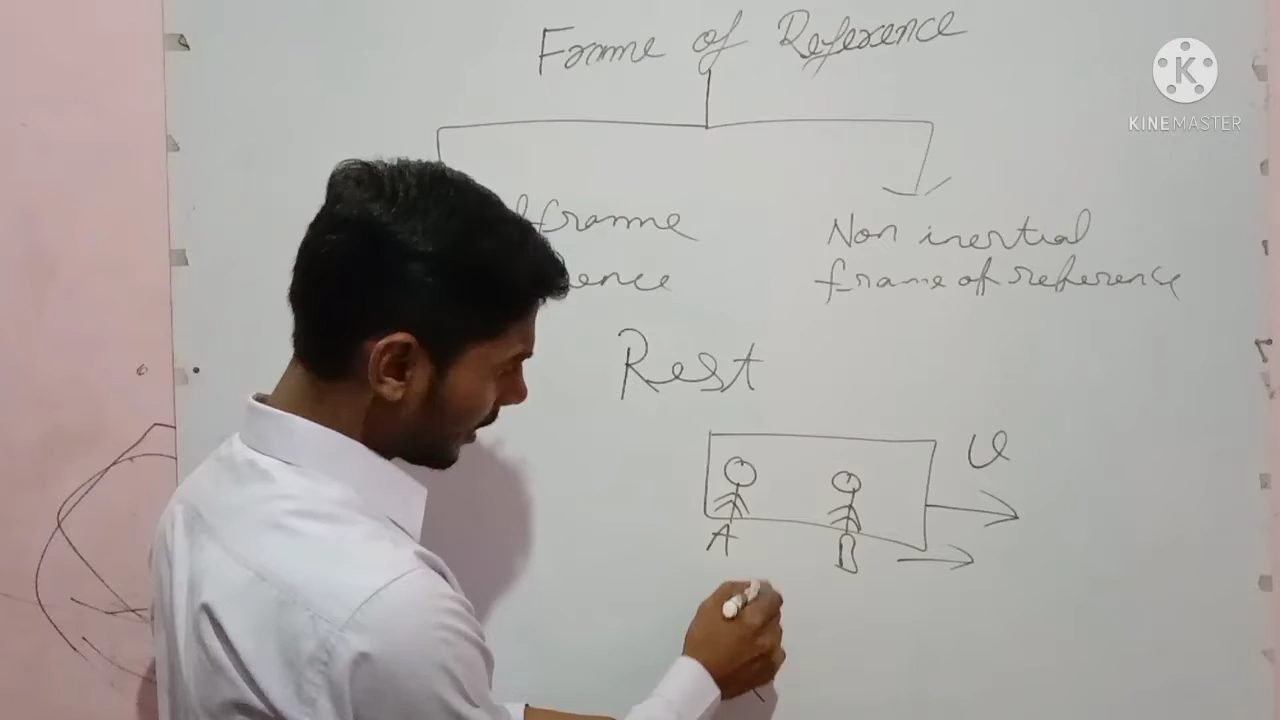 Frame of Reference
frame
ence
Non inertial
frame of reference
Rest
A
B
v
K
KINEMASTER